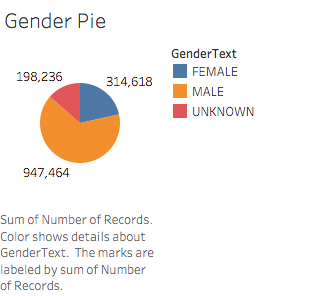 Gender Pie
GenderText
FEMALE
MALE
UNKNOWN
198,236
314,618
947,464
Sum of Number of Records.
Color shows details about
GenderText. The marks are
labeled by sum of Number
of Records.